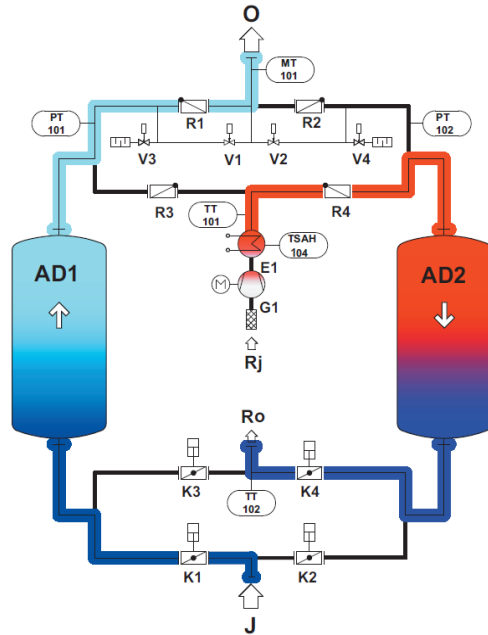 O
MT
101
PT
101
PT
102
R1
R2
V3
V1
V2
V4
R3
R4
TT
101
TSAH
104
E1
M
G1
AD1
AD2
Rj
Ro
K3
K4
TT
102
K1
K2
J